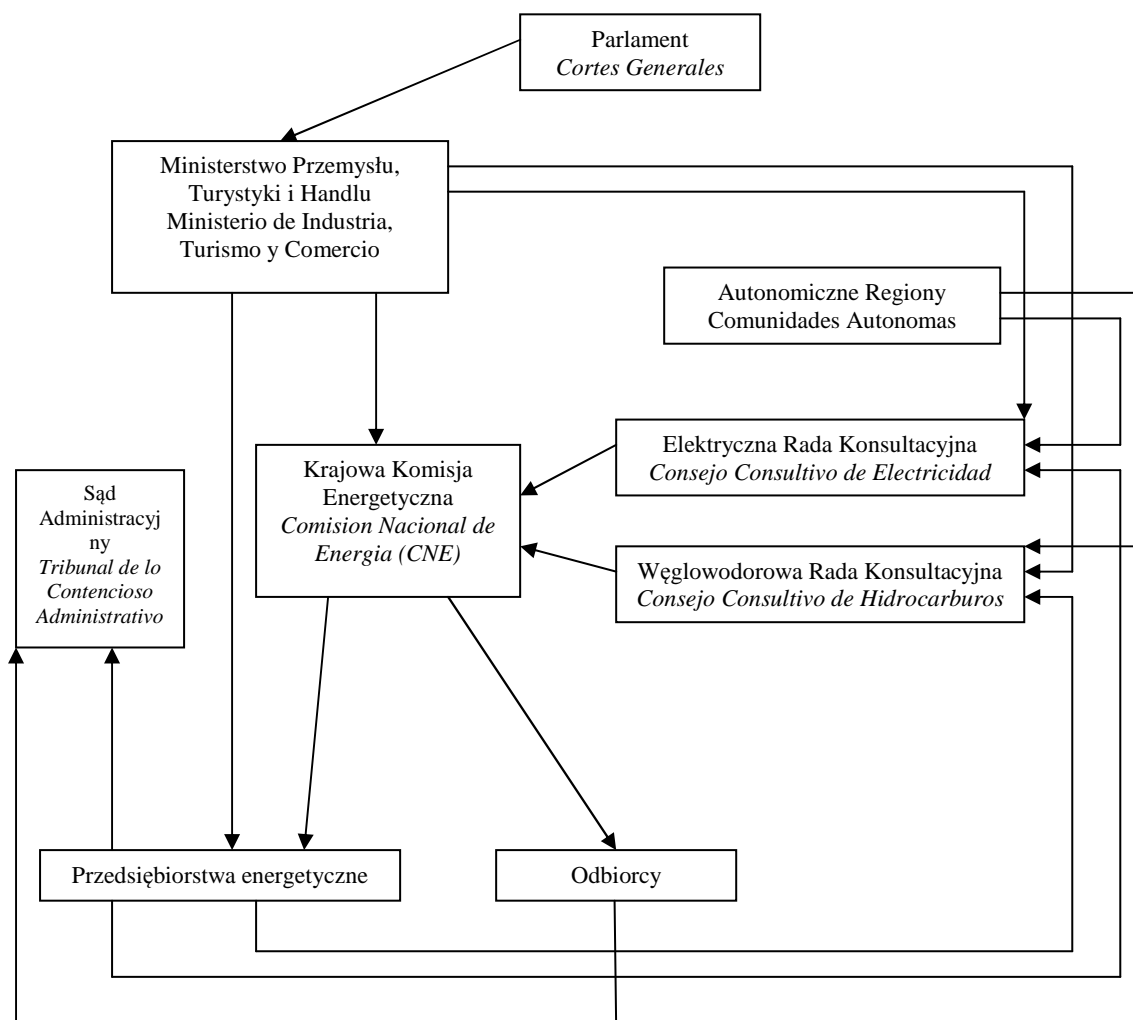 Parlament
Cortes Generales
Ministerstwo Przemysłu,
Turystyki i Handlu
Ministerio de Industria,
Turismo y Comercio
Autonomiczne Regiony
Comunidades Autonomas
Elektryczna Rada Konsultacyjna
Consejo Consultivo de Electricidad
Krajowa Komisja
Energetyczna
Comision Nacional de
Energia (CNE)
Sąd
Administracyj
ny
Tribunal de lo
Contencioso
Administrativo
Węglowodorowa Rada Konsultacyjna
Consejo Consultivo de Hidrocarburos
Przedsiębiorstwa energetyczne
Odbiorcy